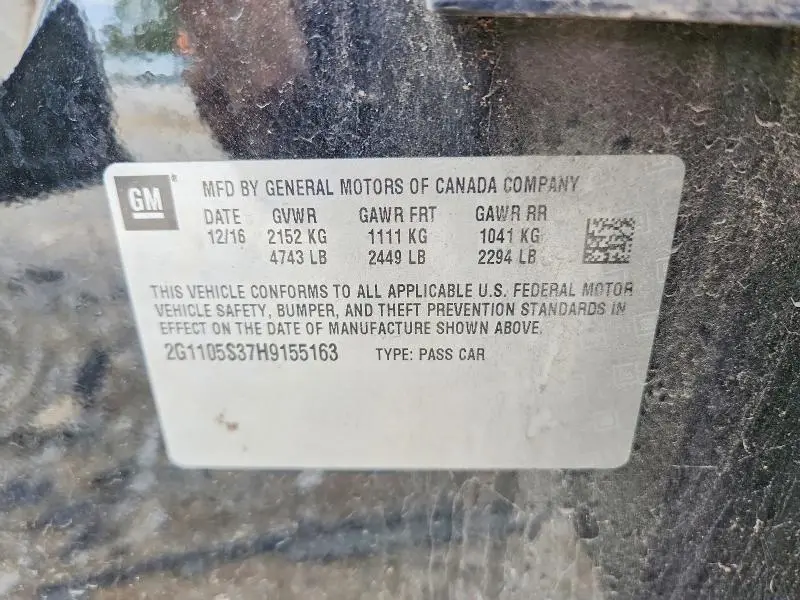 GM® MFD BY GENERAL MOTORS OF CANADA COMPANY
DATE GVWR GAWR FRT GAWR RR
12/16 2152 KG 1111 KG 1041 KG
4743 LB 2449 LB 2294 LB
THIS VEHICLE CONFORMS TO ALL APPLICABLE U.S. FEDERAL MOTOR
VEHICLE SAFETY, BUMPER, AND THEFT PREVENTION STANDARDS IN
EFFECT ON THE DATE OF MANUFACTURE SHOWN ABOVE.
2G1105S37H9155163 TYPE: PASS CAR